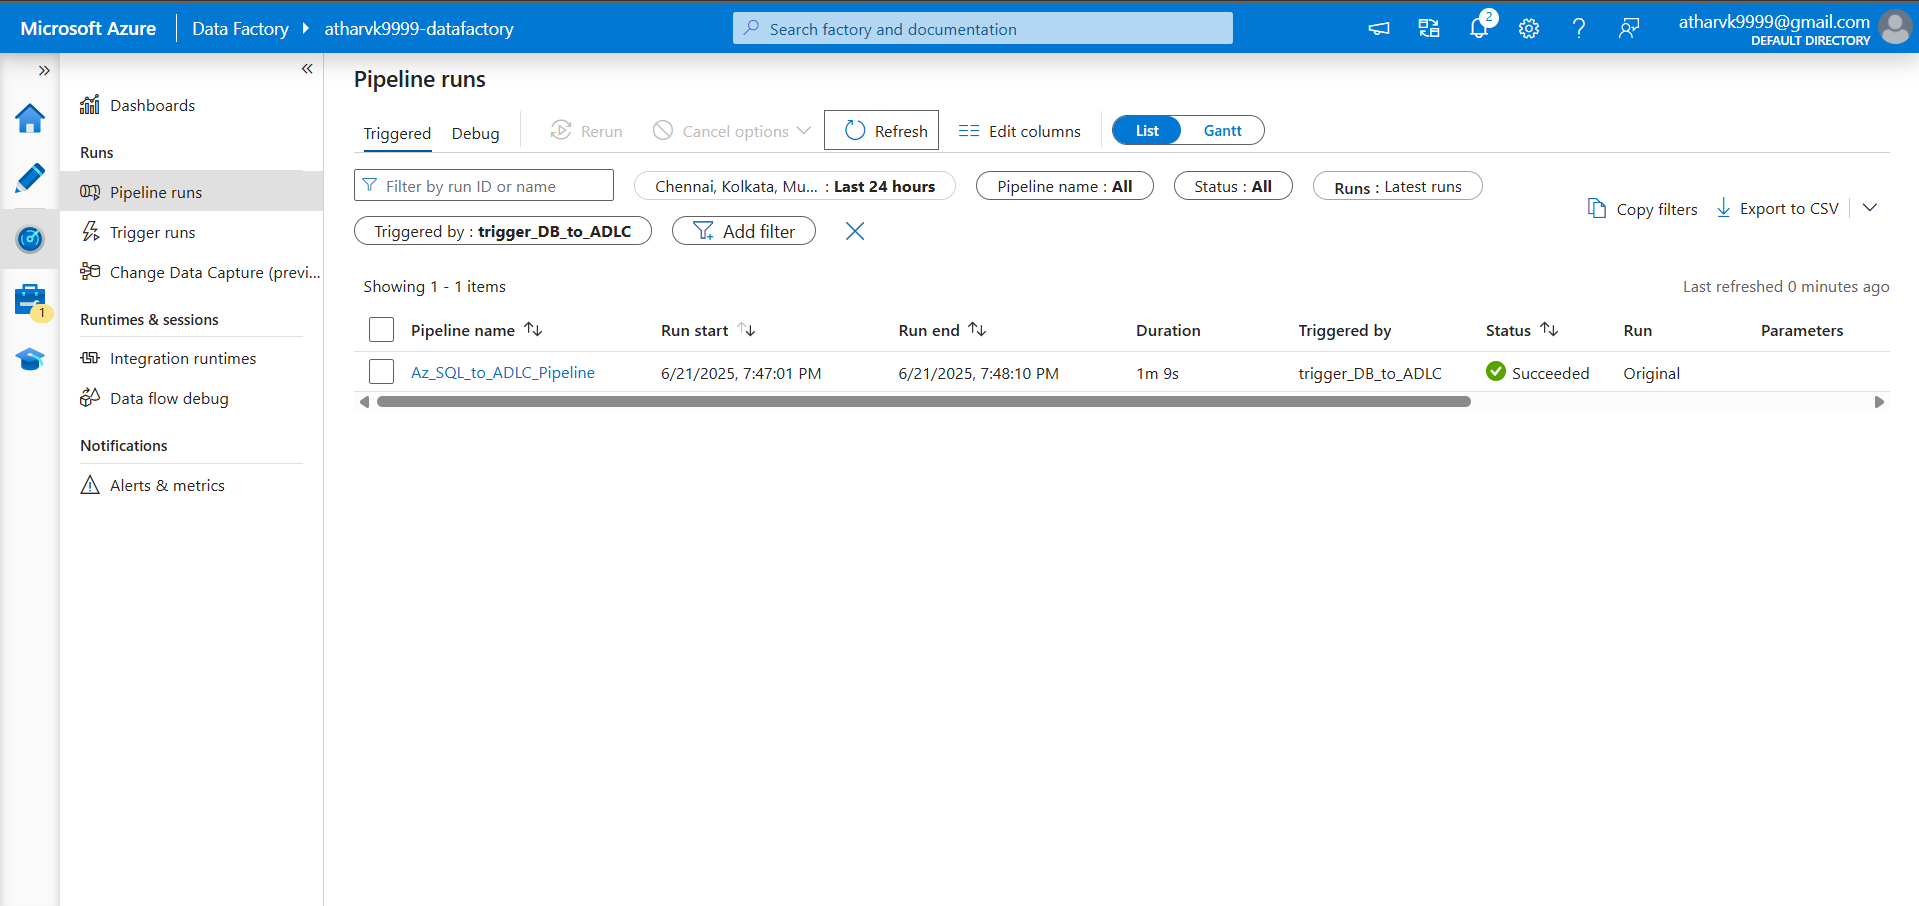 Microsoft Azure Data Factory atharvk9999-datafactory
Search factory and documentation
2
atharvk9999@gmail.com
DEFAULT DIRECTORY
1
Dashboards
Runs
Pipeline runs
Trigger runs
Change Data Capture (previ...
Runtimes & sessions
Integration runtimes
Data flow debug
Notifications
Alerts & metrics
Pipeline runs
Triggered Debug Rerun Cancel options Refresh Edit columns List Gantt
Filter by run ID or name Chennai, Kolkata, Mu... : Last 24 hours Pipeline name : All Status : All Runs : Latest runs
Triggered by : trigger_DB_to_ADLC Add filter
Copy filters Export to CSV
Showing 1 - 1 items
Last refreshed 0 minutes ago
Pipeline name Run start Run end Duration Triggered by Status Run Parameters
Az_SQL_to_ADLC_Pipeline 6/21/2025, 7:47:01 PM 6/21/2025, 7:48:10 PM 1m 9s trigger_DB_to_ADLC Succeeded Original